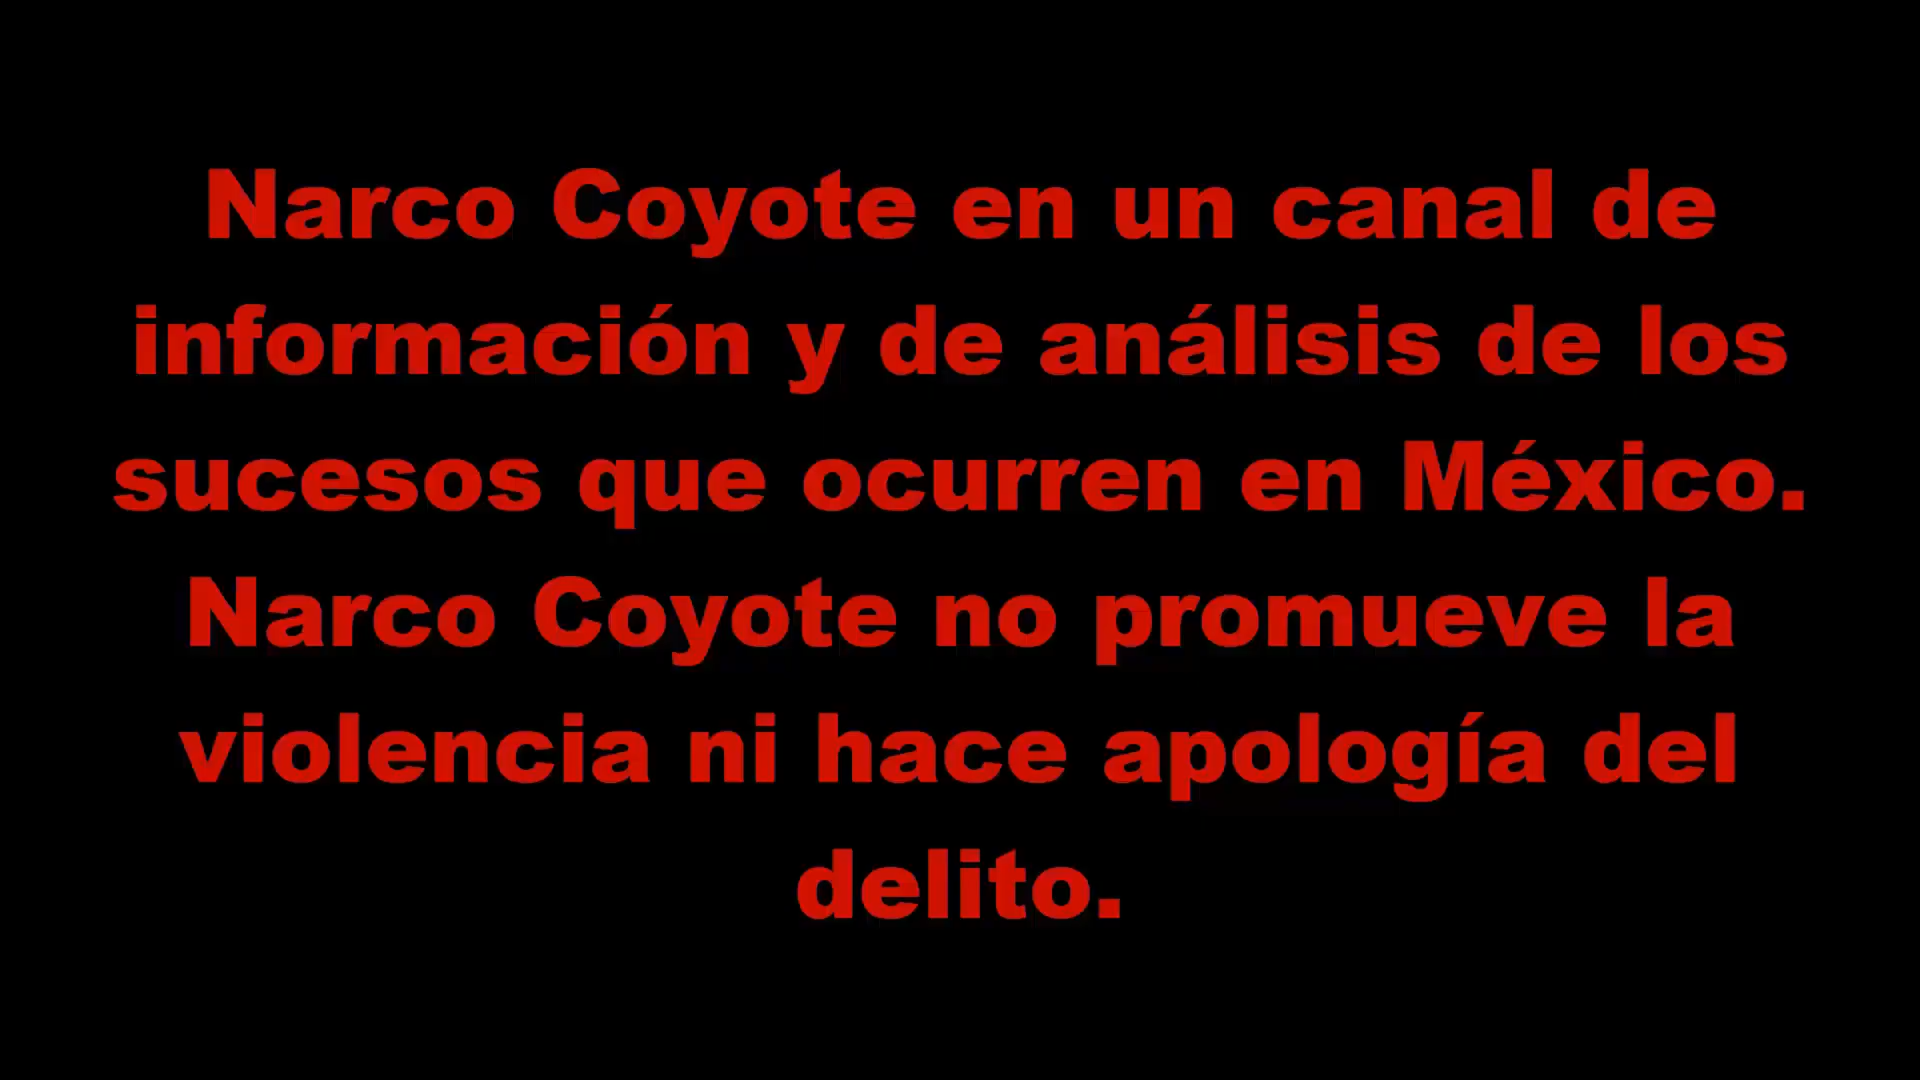 Narco Coyote en un canal de
información y de análisis de los
sucesos que ocurren en México.
Narco Coyote no promueve la
violencia ni hace apología del
delito.